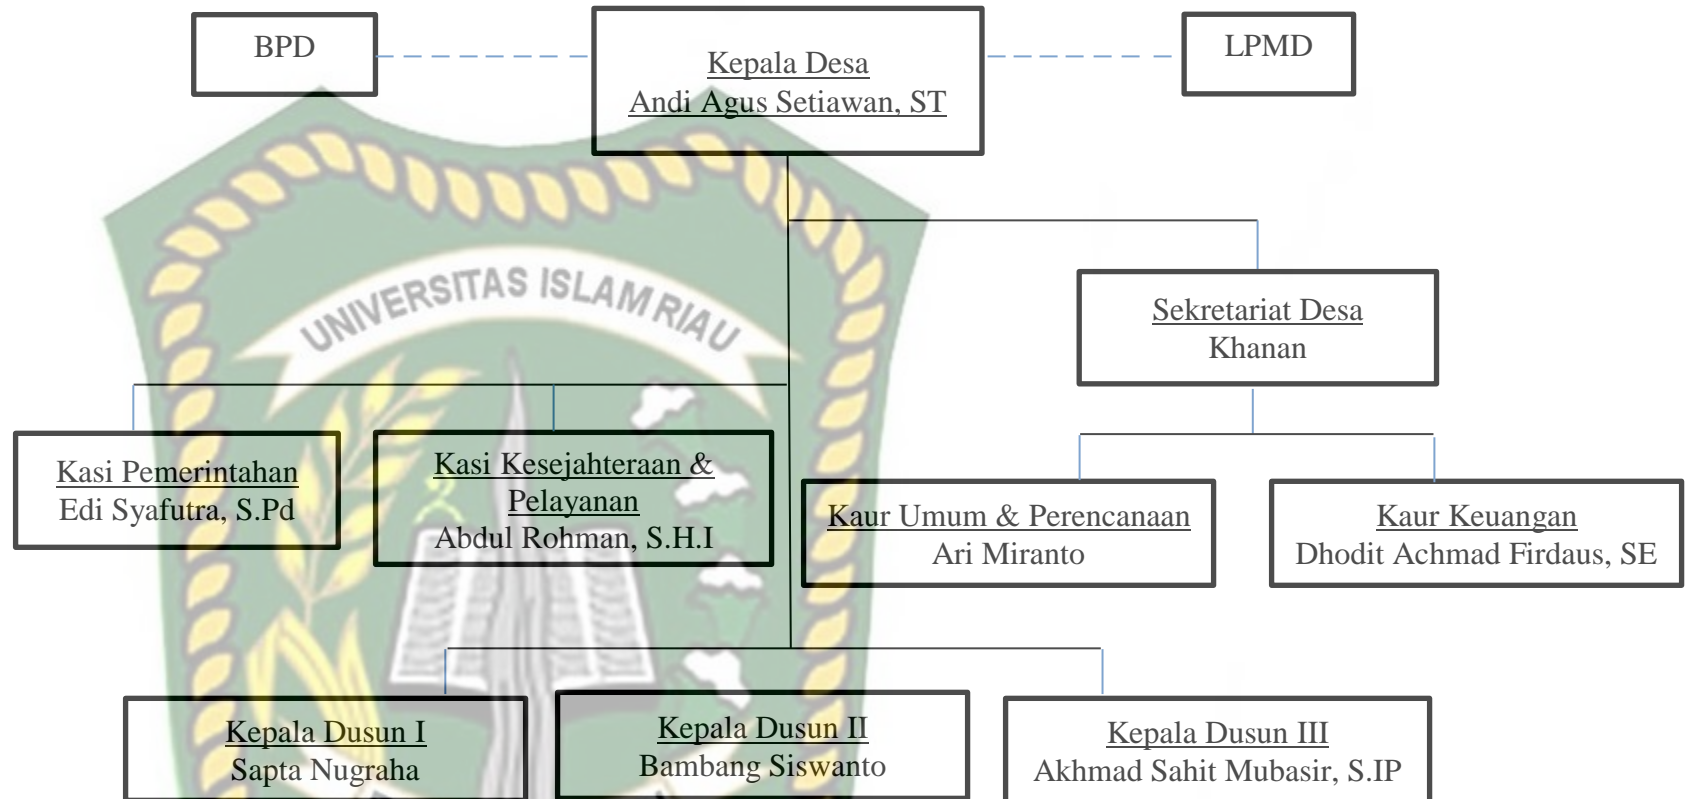 BPD
Kepala Desa
Andi Agus Setiawan, ST
LPMD
UNIVERSITAS ISLAM RIAU
Sekretariat Desa
Khanan
Kasi Pemerintahan
Edi Syafutra, S.Pd
Kasi Kesejahteraan &
Pelayanan
Abdul Rohman, S.H.I
Kaur Umum & Perencanaan
Ari Miranto
Kaur Keuangan
Dhodit Achmad Firdaus, SE
Kepala Dusun I
Sapta Nugraha
Kepala Dusun II
Bambang Siswanto
Kepala Dusun III
Akhmad Sahit Mubasir, S.IP